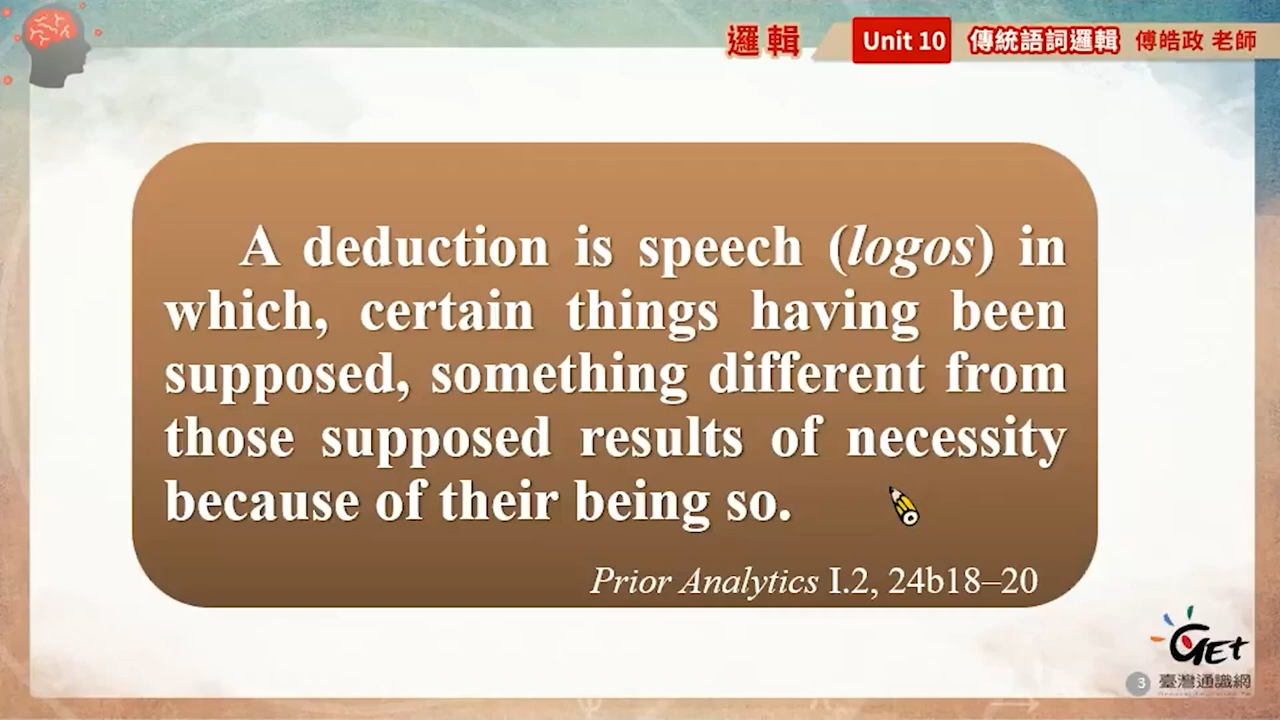 邏輯 Unit 10 傳統語詞邏輯 傅皓政 老師
A deduction is speech (logos) in
which, certain things having been
supposed, something different from
those supposed results of necessity
because of their being so.
Prior Analytics I.2, 24b18–20
GEt
3 臺灣通識網